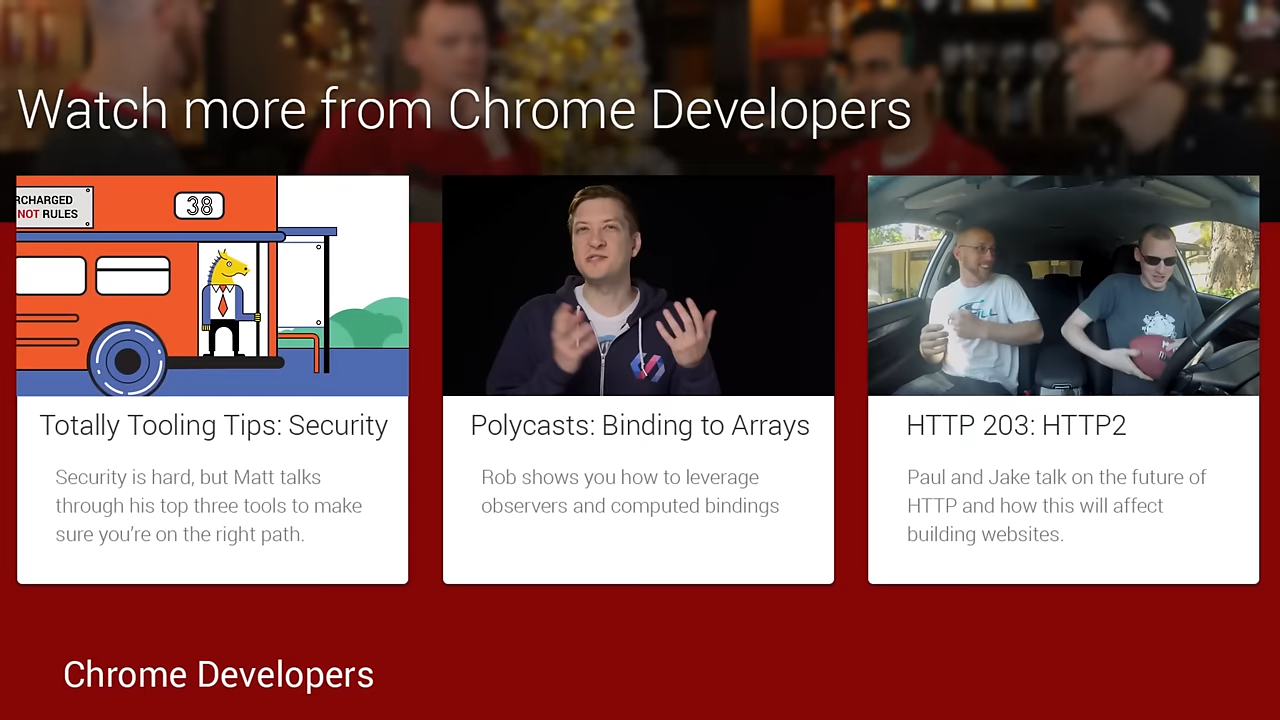 Watch more from Chrome Developers
RCHARGED
NOT RULES
38
Totally Tooling Tips: Security
Security is hard, but Matt talks
through his top three tools to make
sure you’re on the right path.
Polycasts: Binding to Arrays
Rob shows you how to leverage
observers and computed bindings
HTTP 203: HTTP2
Paul and Jake talk on the future of
HTTP and how this will affect
building websites.
Chrome Developers